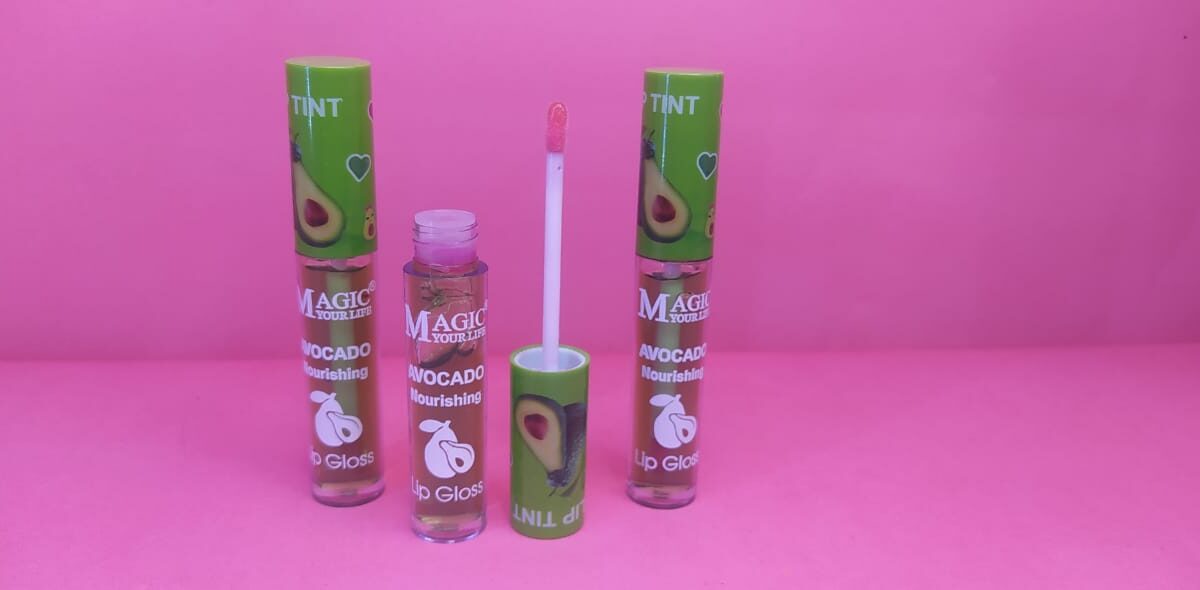 TINT
MAGIC®
YOUR LIFE
AVOCADO
Nourishing
Lip Gloss
MAGIC
YOUR LIFE
AVOCADO
Nourishing
Lip Gloss
LIP TINT
TINT
MAGIC
YOUR LIFE
AVOCADO
Nourishing
Lip Gloss